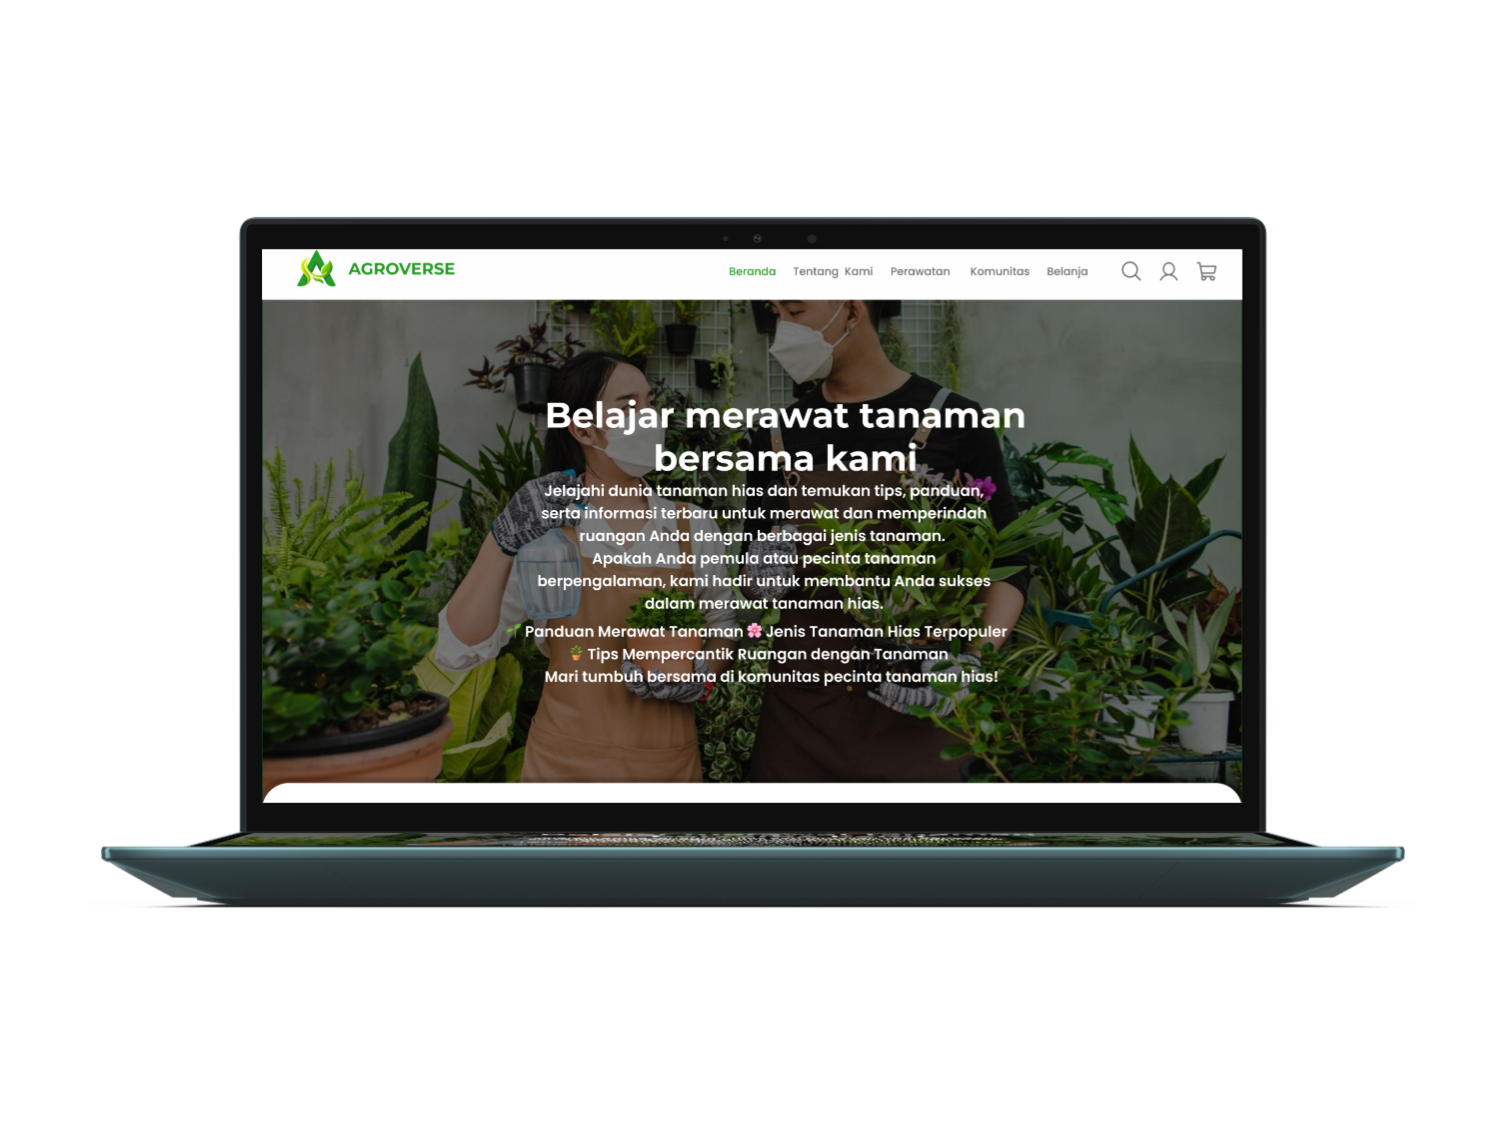 AGROVERSE
Beranda Tentang Kami Perawatan Komunitas Belanja
Belajar merawat tanaman
bersama kami
Jelajahi dunia tanaman hias dan temukan tips, panduan,
serta informasi terbaru untuk merawat dan memperindah
ruangan Anda dengan berbagai jenis tanaman.
Apakah Anda pemula atau pecinta tanaman
berpengalaman, kami hadir untuk membantu Anda sukses
dalam merawat tanaman hias.
🌱 Panduan Merawat Tanaman 🌸 Jenis Tanaman Hias Terpopuler
🪴 Tips Mempercantik Ruangan dengan Tanaman
Mari tumbuh bersama di komunitas pecinta tanaman hias!